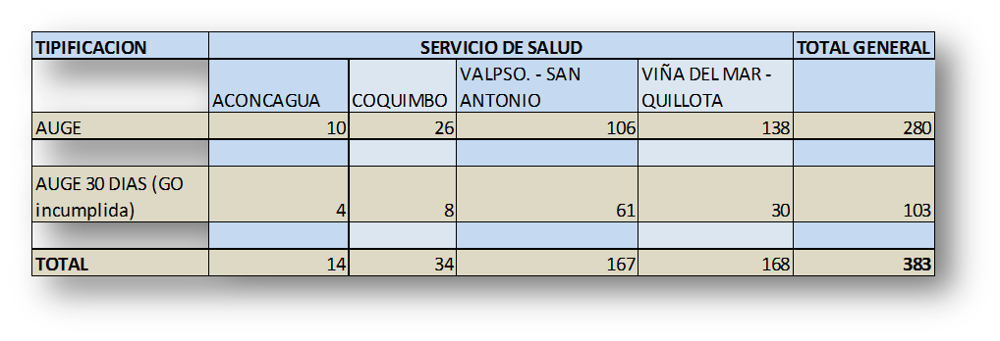 TIPIFICACION SERVICIO DE SALUD TOTAL GENERAL
ACONCAGUA COQUIMBO VALPSO. - SAN ANTONIO VIÑA DEL MAR - QUILLOTA
AUGE 10 26 106 138 280
AUGE 30 DIAS (GO incumplida) 4 8 61 30 103
TOTAL 14 34 167 168 383